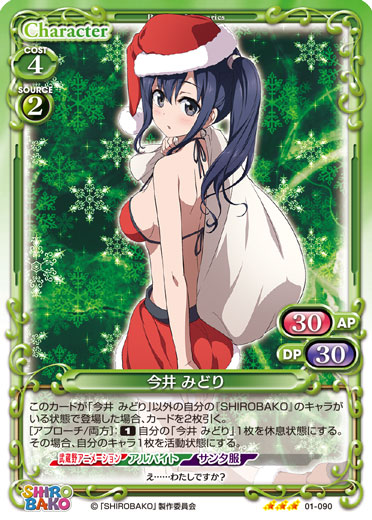 Character
COST
4
SOURCE
2
30 AP
DP 30
今井 みどり
このカードが「今井 みどり」以外の自分の『SHIROBAKO』のキャラが
いる状態で登場した場合、カードを2枚引く。
[アプローチ/両方]:1自分の「今井 みどり」1枚を休息状態にする。
その場合、自分のキャラ1枚を活動状態にする。
武蔵野アニメーション アルバイト サンタ服
え……わたしですか?
SHIROBAKO
©「SHIROBAKO」製作委員会
01-090